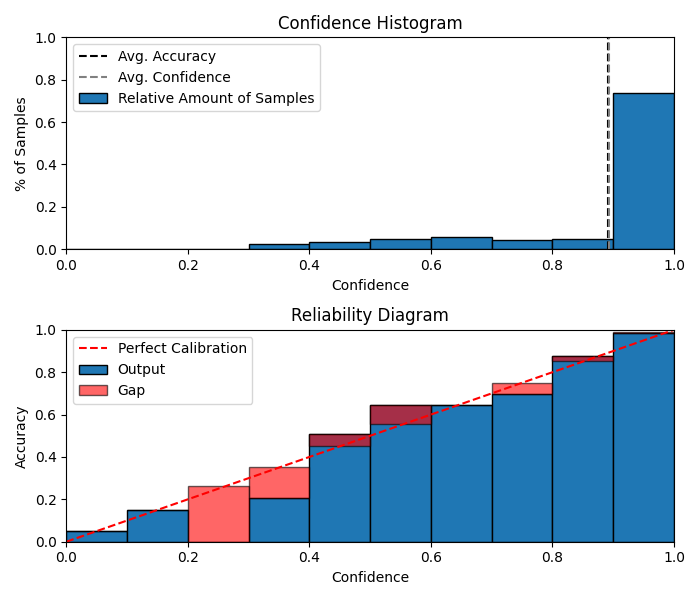 Confidence Histogram
1.0
0.8
0.6
0.4
0.2
0.0
% of Samples
Avg. Accuracy
Avg. Confidence
Relative Amount of Samples
0.0 0.2 0.4 0.6 0.8 1.0
Confidence
Reliability Diagram
1.0
0.8
0.6
0.4
0.2
0.0
Accuracy
Perfect Calibration
Output
Gap
0.0 0.2 0.4 0.6 0.8 1.0
Confidence